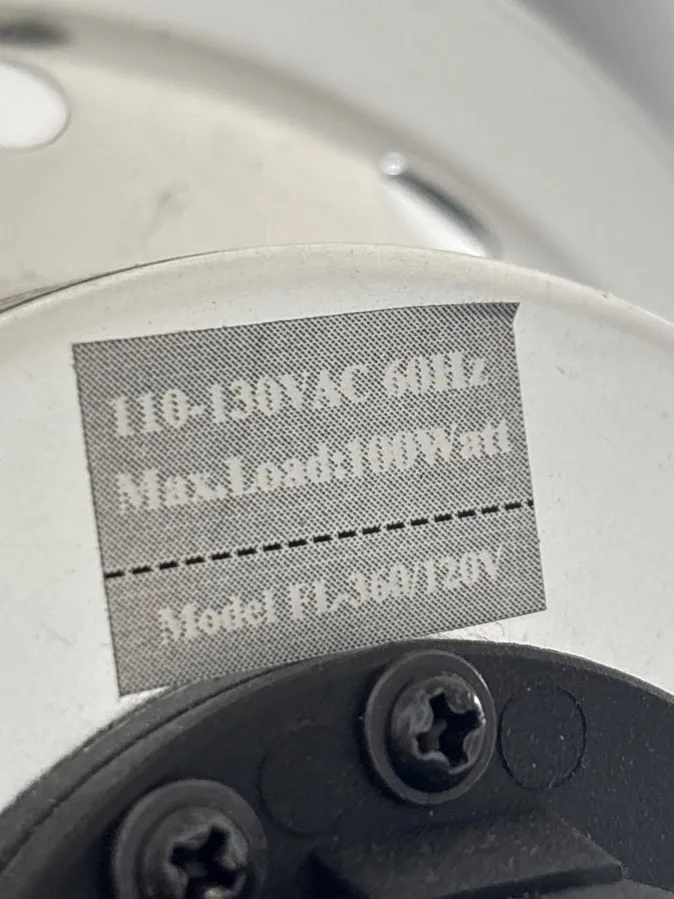 110-130VAC 60Hz
Max.Load:100Watt
Model FL-360/120V